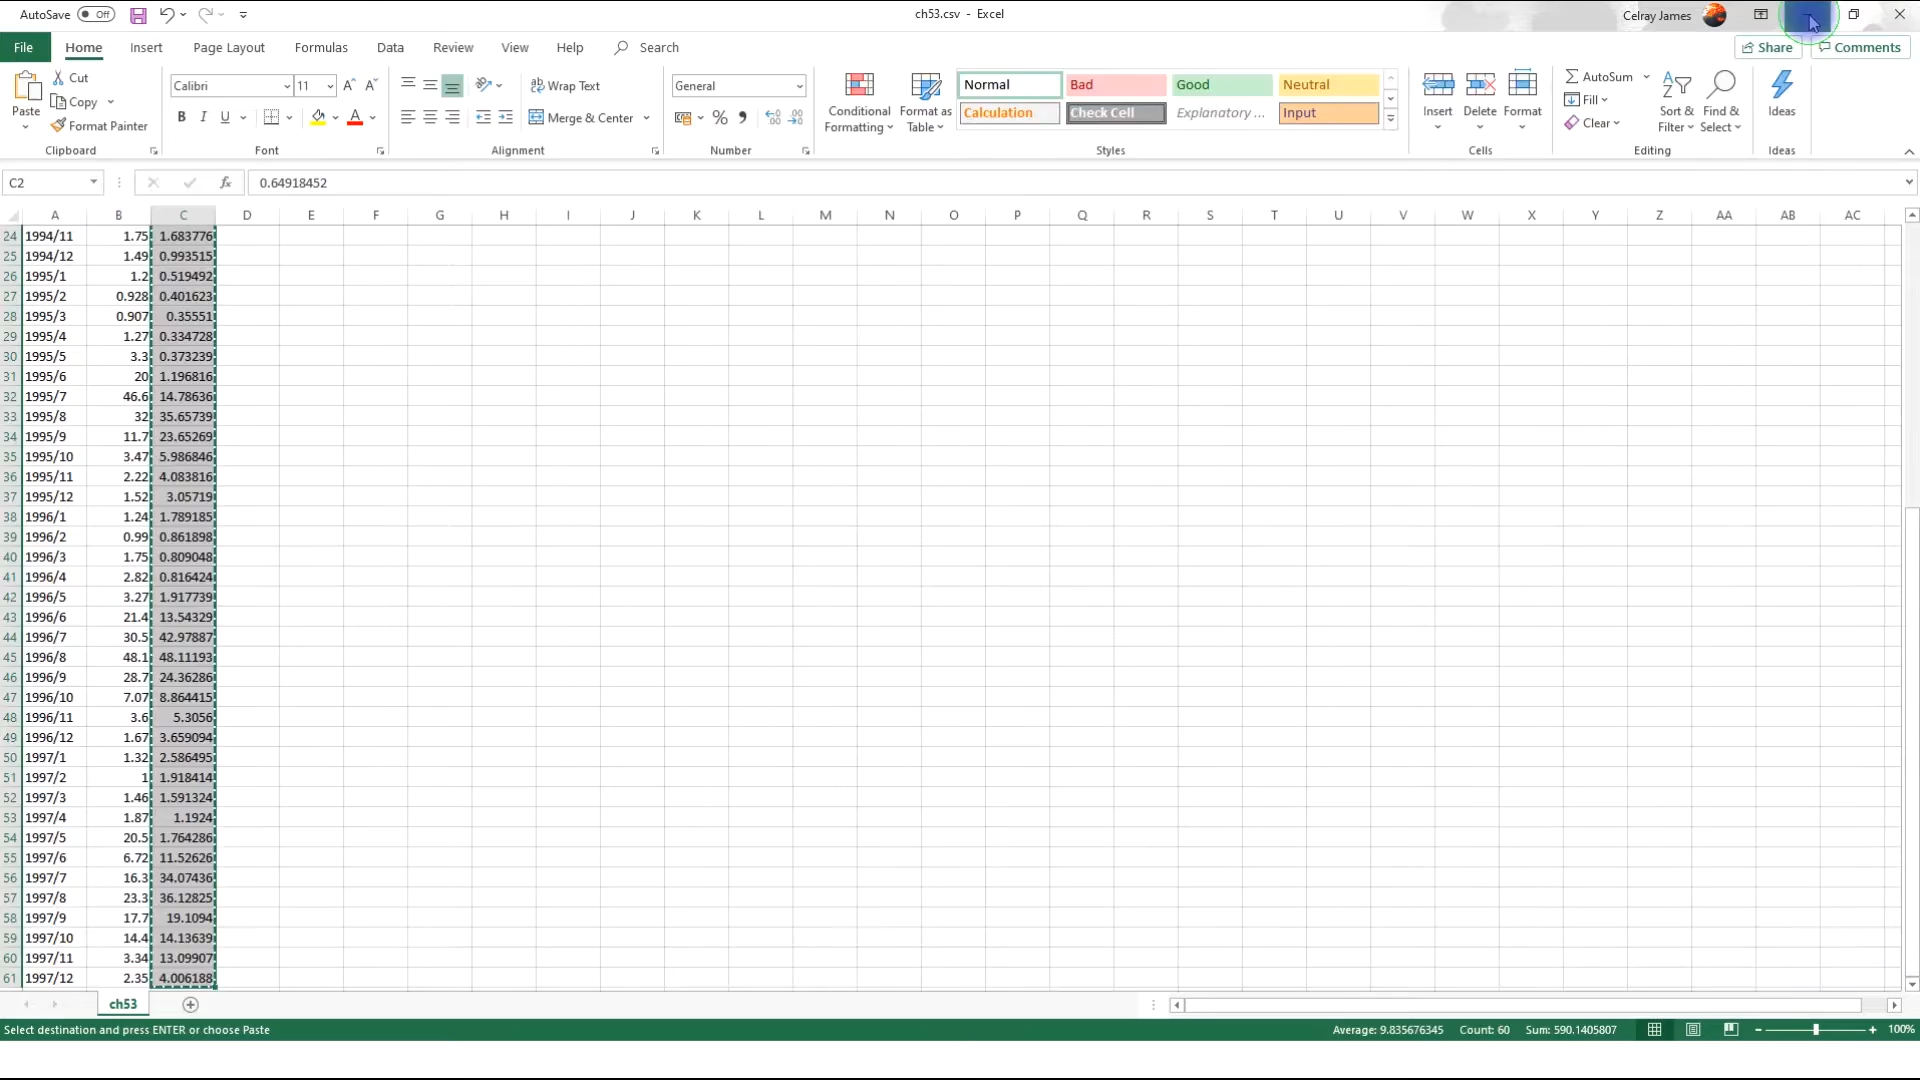 AutoSave Off ch53.csv - Excel Celray James
File Home Insert Page Layout Formulas Data Review View Help Search Share Comments
Paste Cut Copy Format Painter Clipboard
Calibri 11 B I U A Font
Wrap Text Merge & Center Alignment
General % Number
Conditional Formatting Format as Table
Normal Bad Good Neutral
Calculation Check Cell Explanatory ... Input
Styles
Insert Delete Format Cells
AutoSum Fill Clear Sort & Filter Find & Select Editing
Ideas Ideas
C2 fx 0.64918452
A B C D E F G H I J K L M N O P Q R S T U V W X Y Z AA AB AC
24 1994/11 1.75 1.683776
25 1994/12 1.49 0.993515
26 1995/1 1.2 0.519492
27 1995/2 0.928 0.401623
28 1995/3 0.907 0.35551
29 1995/4 1.27 0.334728
30 1995/5 3.3 0.373239
31 1995/6 20 1.196816
32 1995/7 46.6 14.78636
33 1995/8 32 35.65739
34 1995/9 11.7 23.65269
35 1995/10 3.47 5.986846
36 1995/11 2.22 4.083816
37 1995/12 1.52 3.05719
38 1996/1 1.24 1.789185
39 1996/2 0.99 0.861898
40 1996/3 1.75 0.809048
41 1996/4 2.82 0.816424
42 1996/5 3.27 1.917739
43 1996/6 21.4 13.54329
44 1996/7 30.5 42.97887
45 1996/8 48.1 48.11193
46 1996/9 28.7 24.36286
47 1996/10 7.07 8.864415
48 1996/11 3.6 5.3056
49 1996/12 1.67 3.659094
50 1997/1 1.32 2.586495
51 1997/2 1 1.918414
52 1997/3 1.46 1.591324
53 1997/4 1.87 1.1924
54 1997/5 20.5 1.764286
55 1997/6 6.72 11.52626
56 1997/7 16.3 34.07436
57 1997/8 23.3 36.12825
58 1997/9 17.7 19.1094
59 1997/10 14.4 14.13639
60 1997/11 3.34 13.09907
61 1997/12 2.35 4.006188
ch53
Select destination and press ENTER or choose Paste Average: 9.835676345 Count: 60 Sum: 590.1405807 100%